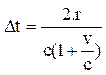 Δt = 2.r / e(1 + v/e)